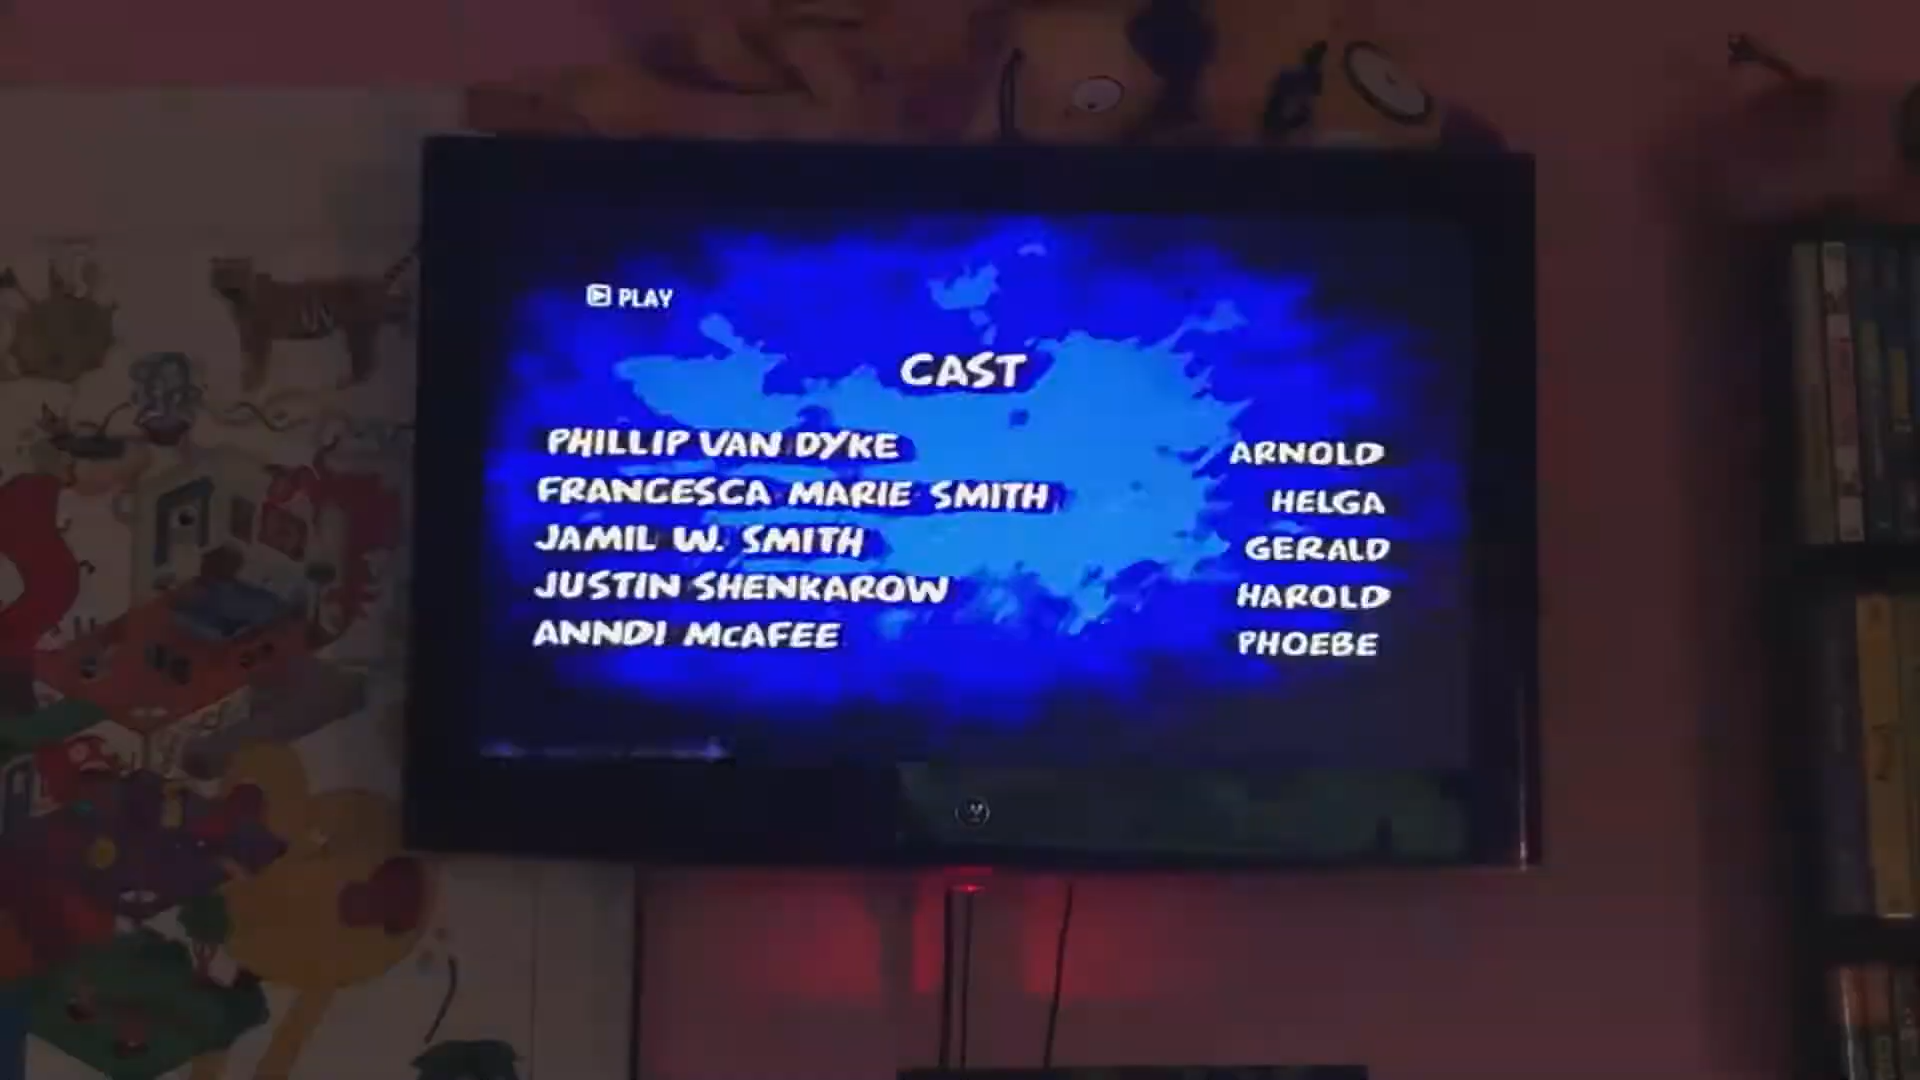 PLAY
CAST
PHILLIP VAN DYKE ARNOLD
FRANCESCA MARIE SMITH HELGA
JAMIL W. SMITH GERALD
JUSTIN SHENKAROW HAROLD
ANNDI McAFEE PHOEBE